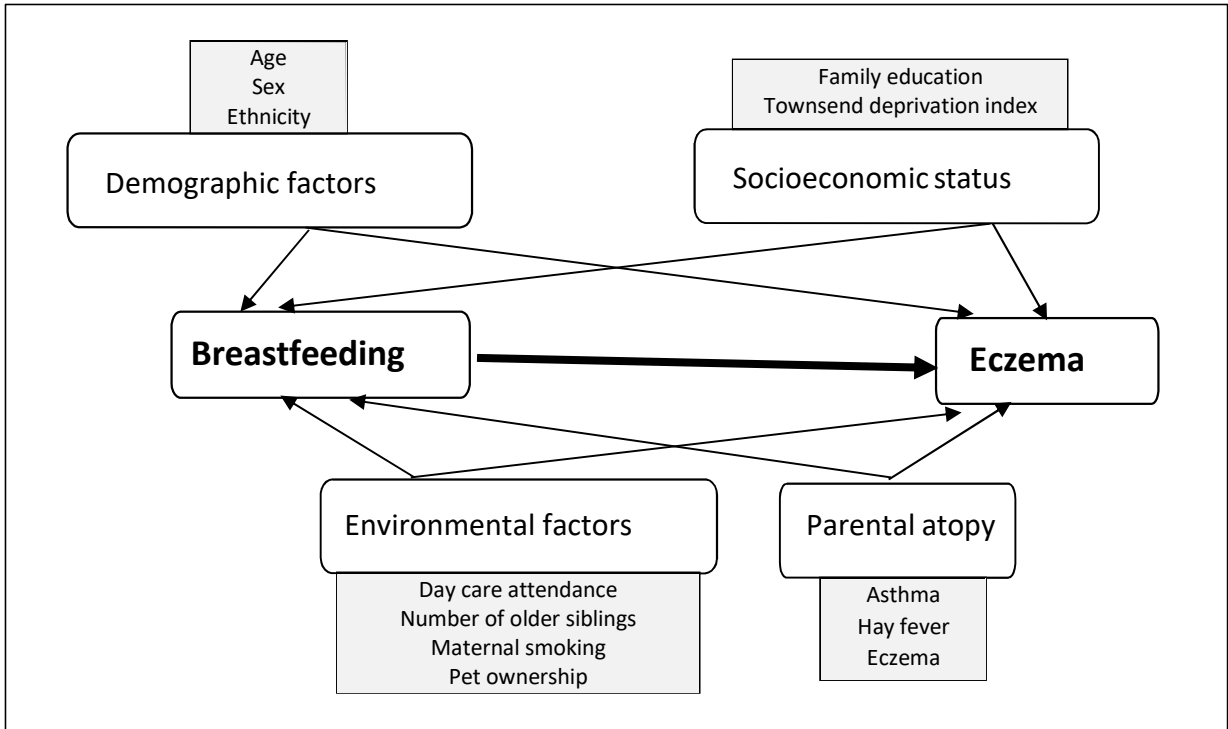 Age
Sex
Ethnicity
Demographic factors
Family education
Townsend deprivation index
Socioeconomic status
Breastfeeding
Eczema
Environmental factors
Day care attendance
Number of older siblings
Maternal smoking
Pet ownership
Parental atopy
Asthma
Hay fever
Eczema